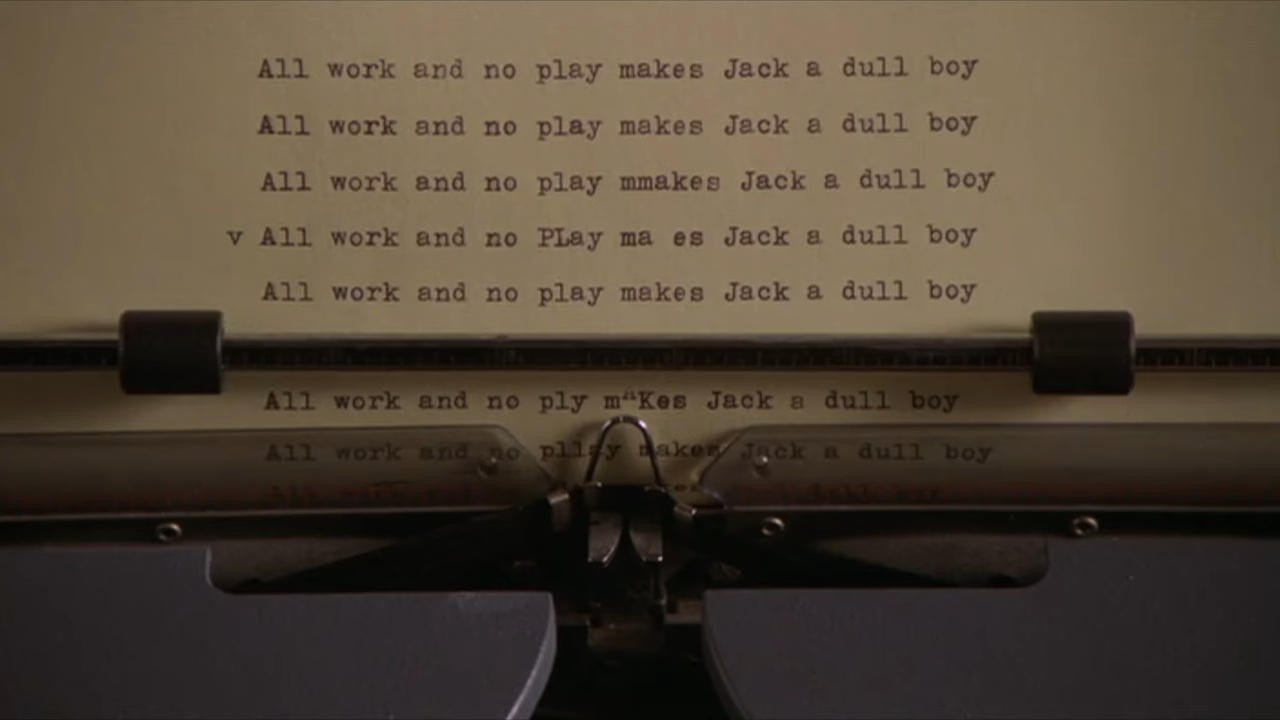 All work and no play makes Jack a dull boy
All work and no play makes Jack a dull boy
All work and no play mmakes Jack a dull boy
v All work and no PLay ma es Jack a dull boy
All work and no play makes Jack a dull boy
All work and no ply maKes Jack a dull boy
All work and no pllay makes Jack a dull boy